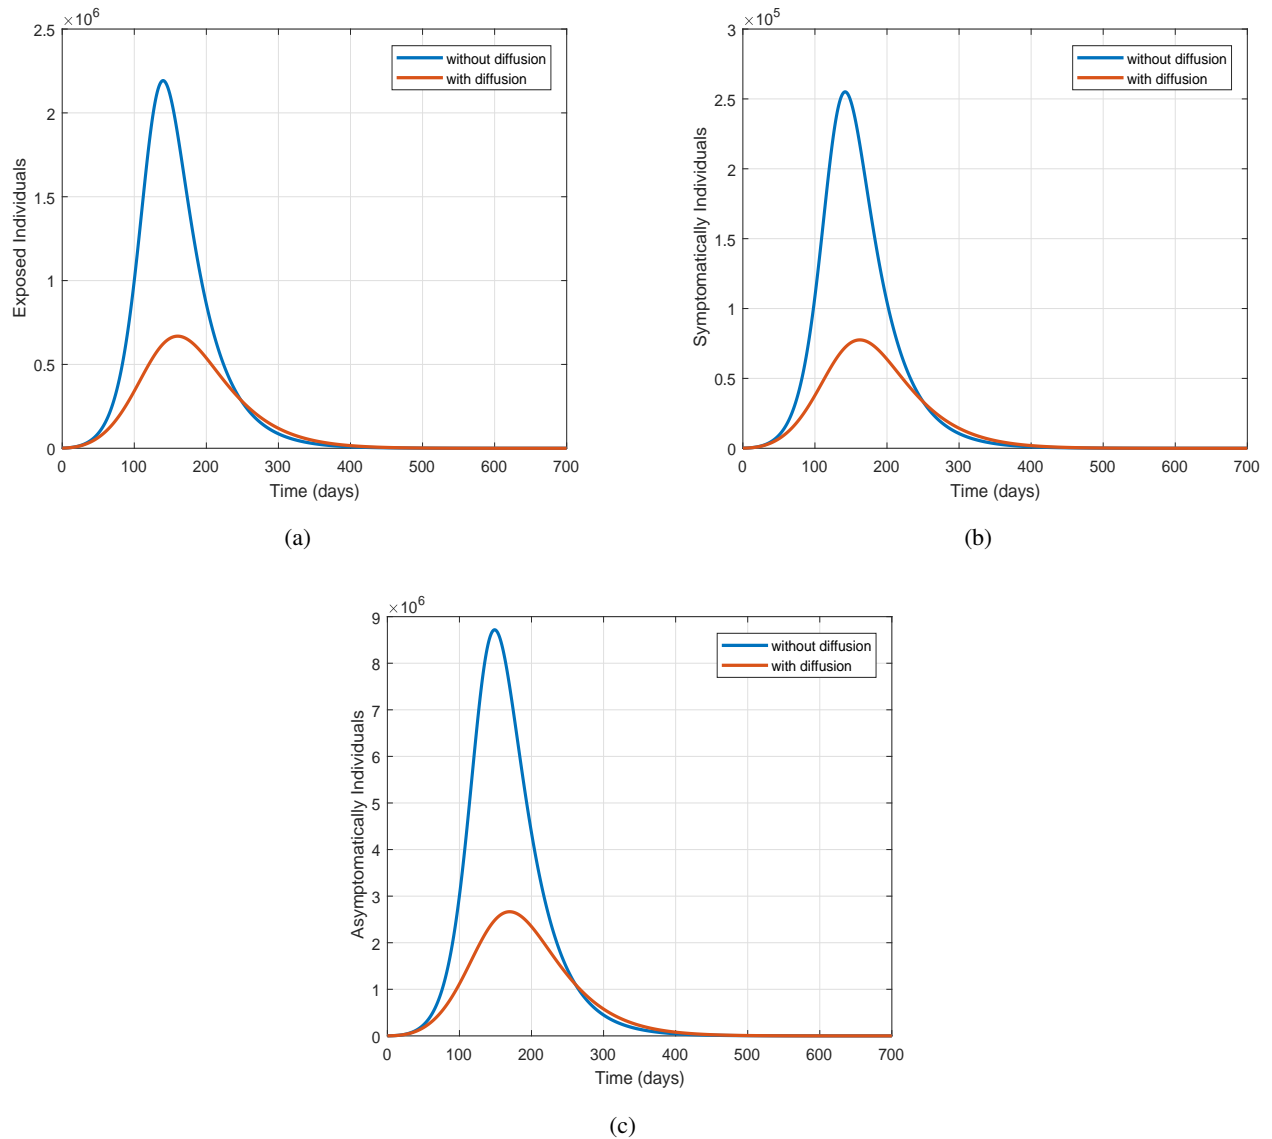 ×10^6
2.5
2
1.5
1
0.5
0
Exposed Individuals
without diffusion
with diffusion
0 100 200 300 400 500 600 700
Time (days)
(a)
×10^5
3
2.5
2
1.5
1
0.5
0
Symptomatically Individuals
without diffusion
with diffusion
0 100 200 300 400 500 600 700
Time (days)
(b)
×10^6
9
8
7
6
5
4
3
2
1
0
Asymptomatically Individuals
without diffusion
with diffusion
0 100 200 300 400 500 600 700
Time (days)
(c)